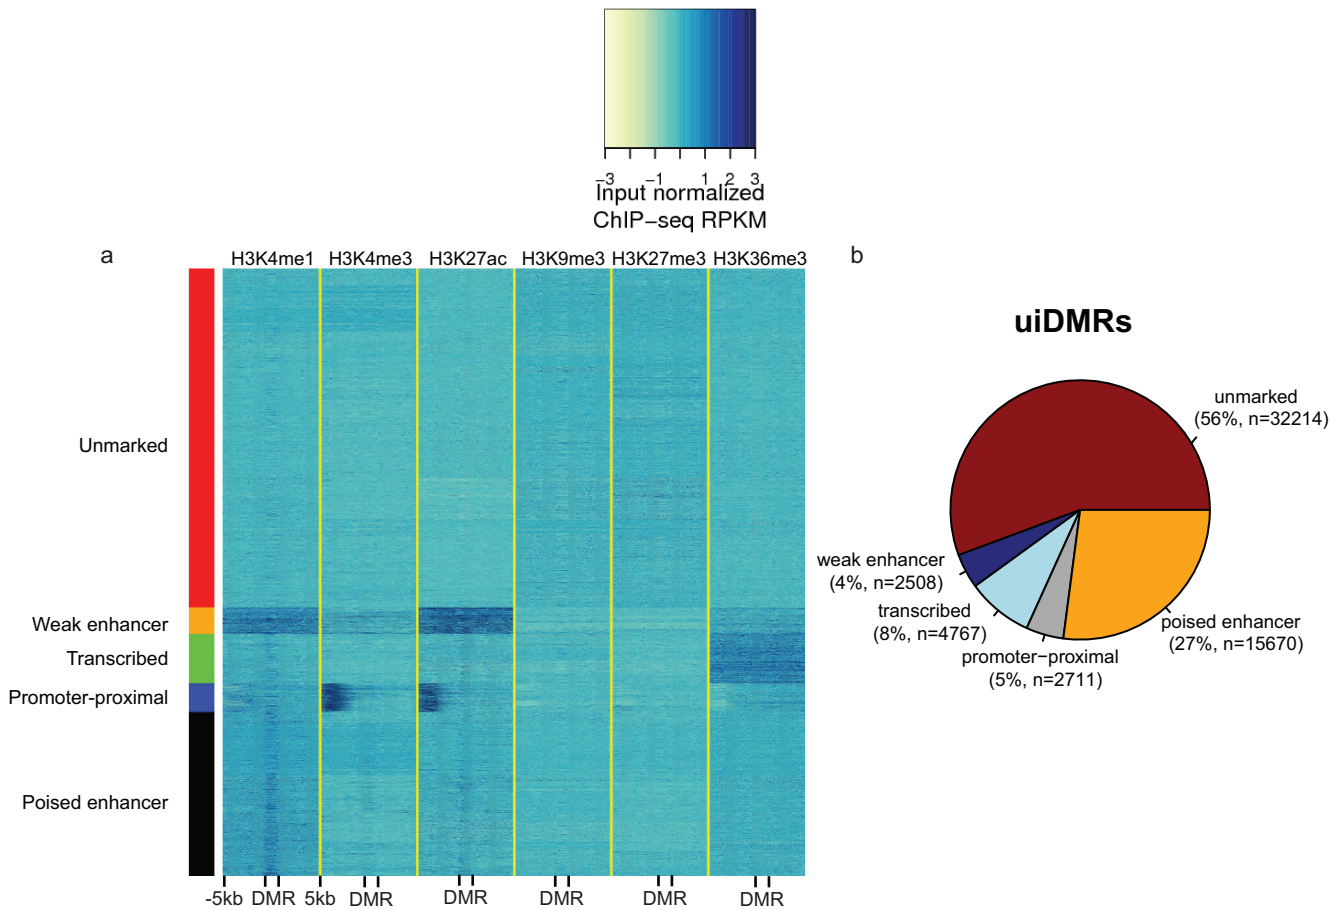 −3 −1 1 2 3
Input normalized
ChIP−seq RPKM
a
H3K4me1 H3K4me3 H3K27ac H3K9me3 H3K27me3 H3K36me3
Unmarked
Weak enhancer
Transcribed
Promoter-proximal
Poised enhancer
-5kb DMR 5kb DMR DMR DMR DMR DMR
b
uiDMRs
unmarked
(56%, n=32214)
weak enhancer
(4%, n=2508)
transcribed
(8%, n=4767)
promoter−proximal
(5%, n=2711)
poised enhancer
(27%, n=15670)